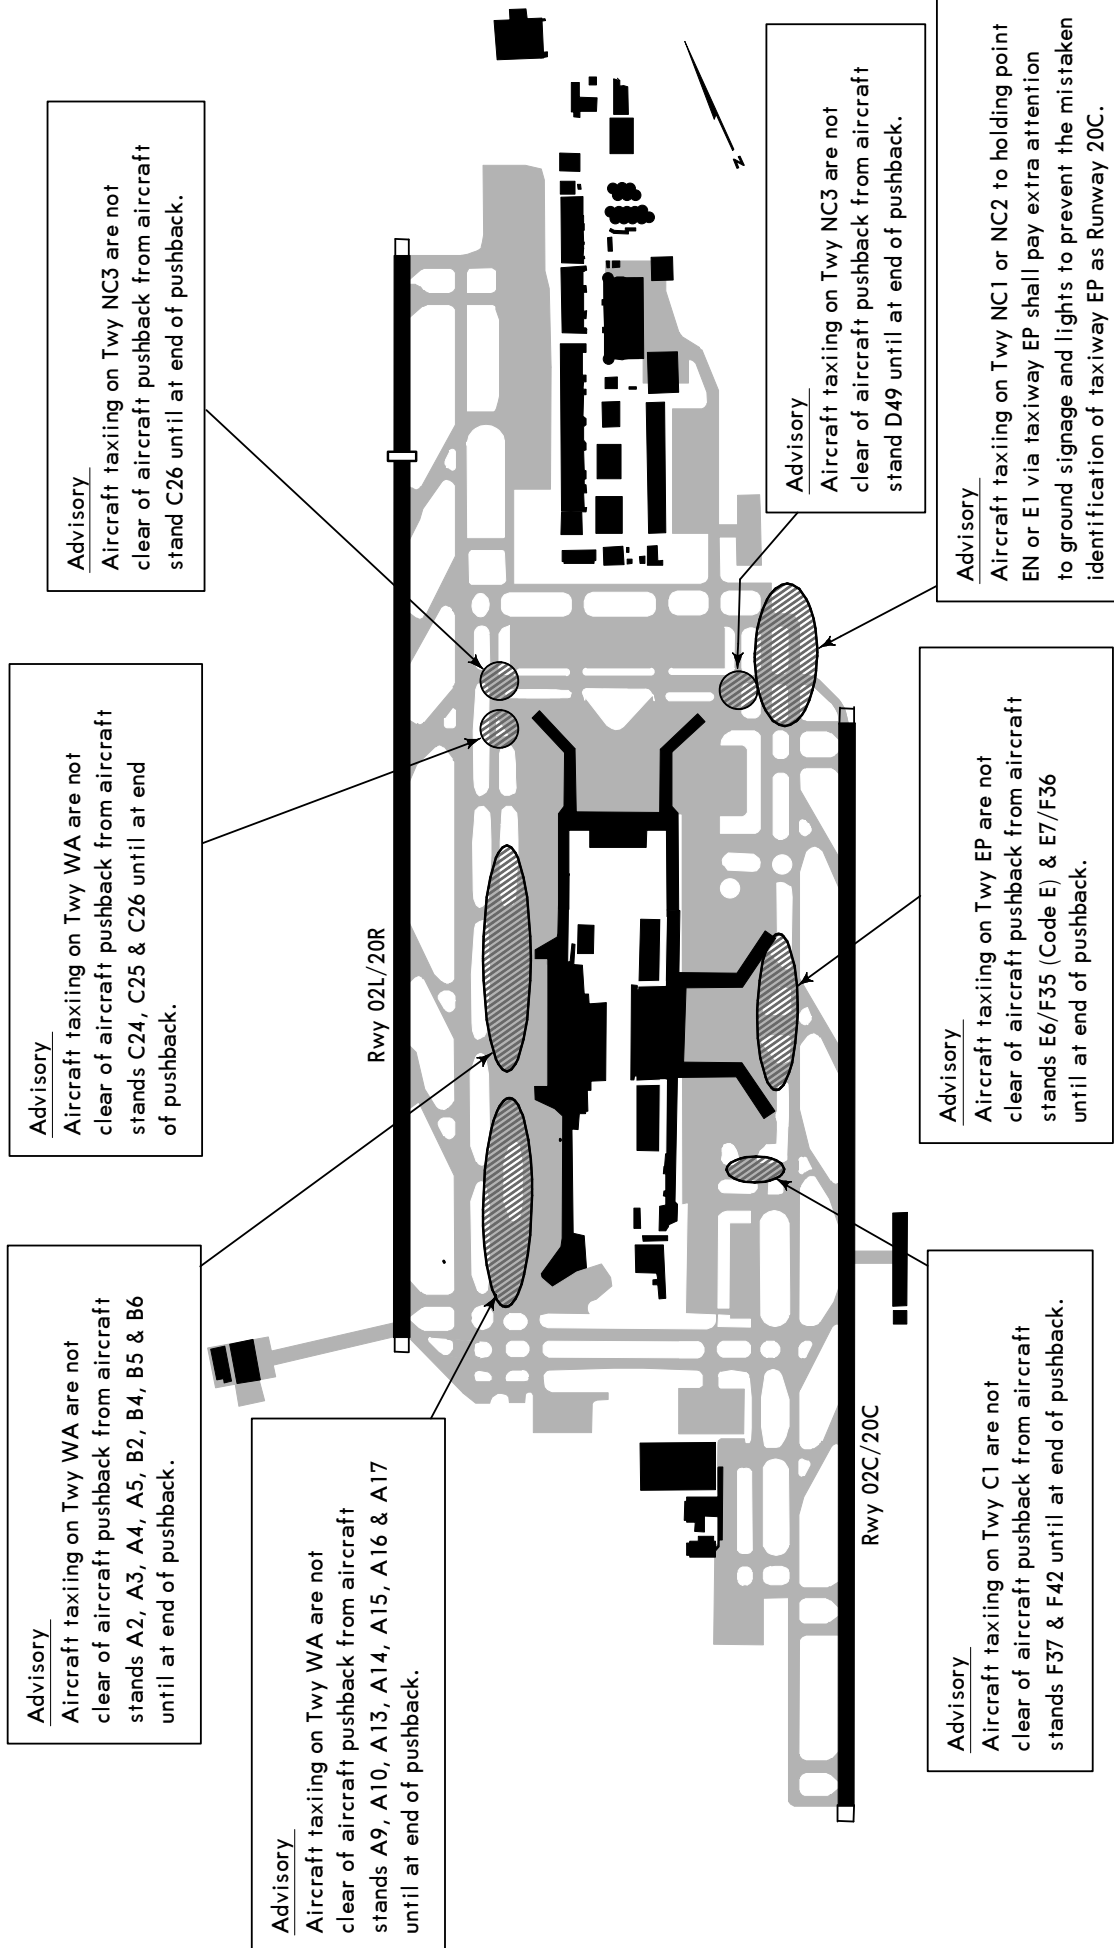 Advisory
Aircraft taxiing on Twy WA are not
clear of aircraft pushback from aircraft
stands A2, A3, A4, A5, B2, B4, B5 & B6
until at end of pushback.
Advisory
Aircraft taxiing on Twy WA are not
clear of aircraft pushback from aircraft
stands C24, C25 & C26 until at end
of pushback.
Advisory
Aircraft taxiing on Twy NC3 are not
clear of aircraft pushback from aircraft
stand C26 until at end of pushback.
Advisory
Aircraft taxiing on Twy WA are not
clear of aircraft pushback from aircraft
stands A9, A10, A13, A14, A15, A16 & A17
until at end of pushback.
Rwy 02L/20R
N
Advisory
Aircraft taxiing on Twy NC3 are not
clear of aircraft pushback from aircraft
stand D49 until at end of pushback.
Rwy 02C/20C
Advisory
Aircraft taxiing on Twy C1 are not
clear of aircraft pushback from aircraft
stands F37 & F42 until at end of pushback.
Advisory
Aircraft taxiing on Twy EP are not
clear of aircraft pushback from aircraft
stands E6/F35 (Code E) & E7/F36
until at end of pushback.
Advisory
Aircraft taxiing on Twy NC1 or NC2 to holding point
EN or E1 via taxiway EP shall pay extra attention
to ground signage and lights to prevent the mistaken
identification of taxiway EP as Runway 20C.